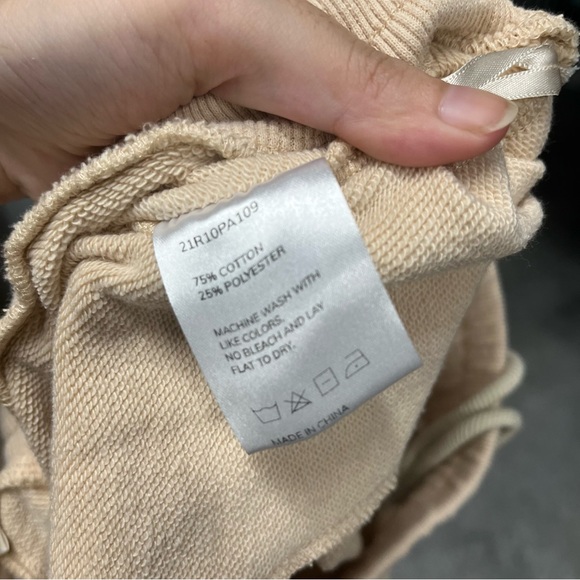 21R10PA109
75% COTTON
25% POLYESTER
MACHINE WASH WITH
LIKE COLORS.
NO BLEACH AND LAY
FLAT TO DRY.
MADE IN CHINA